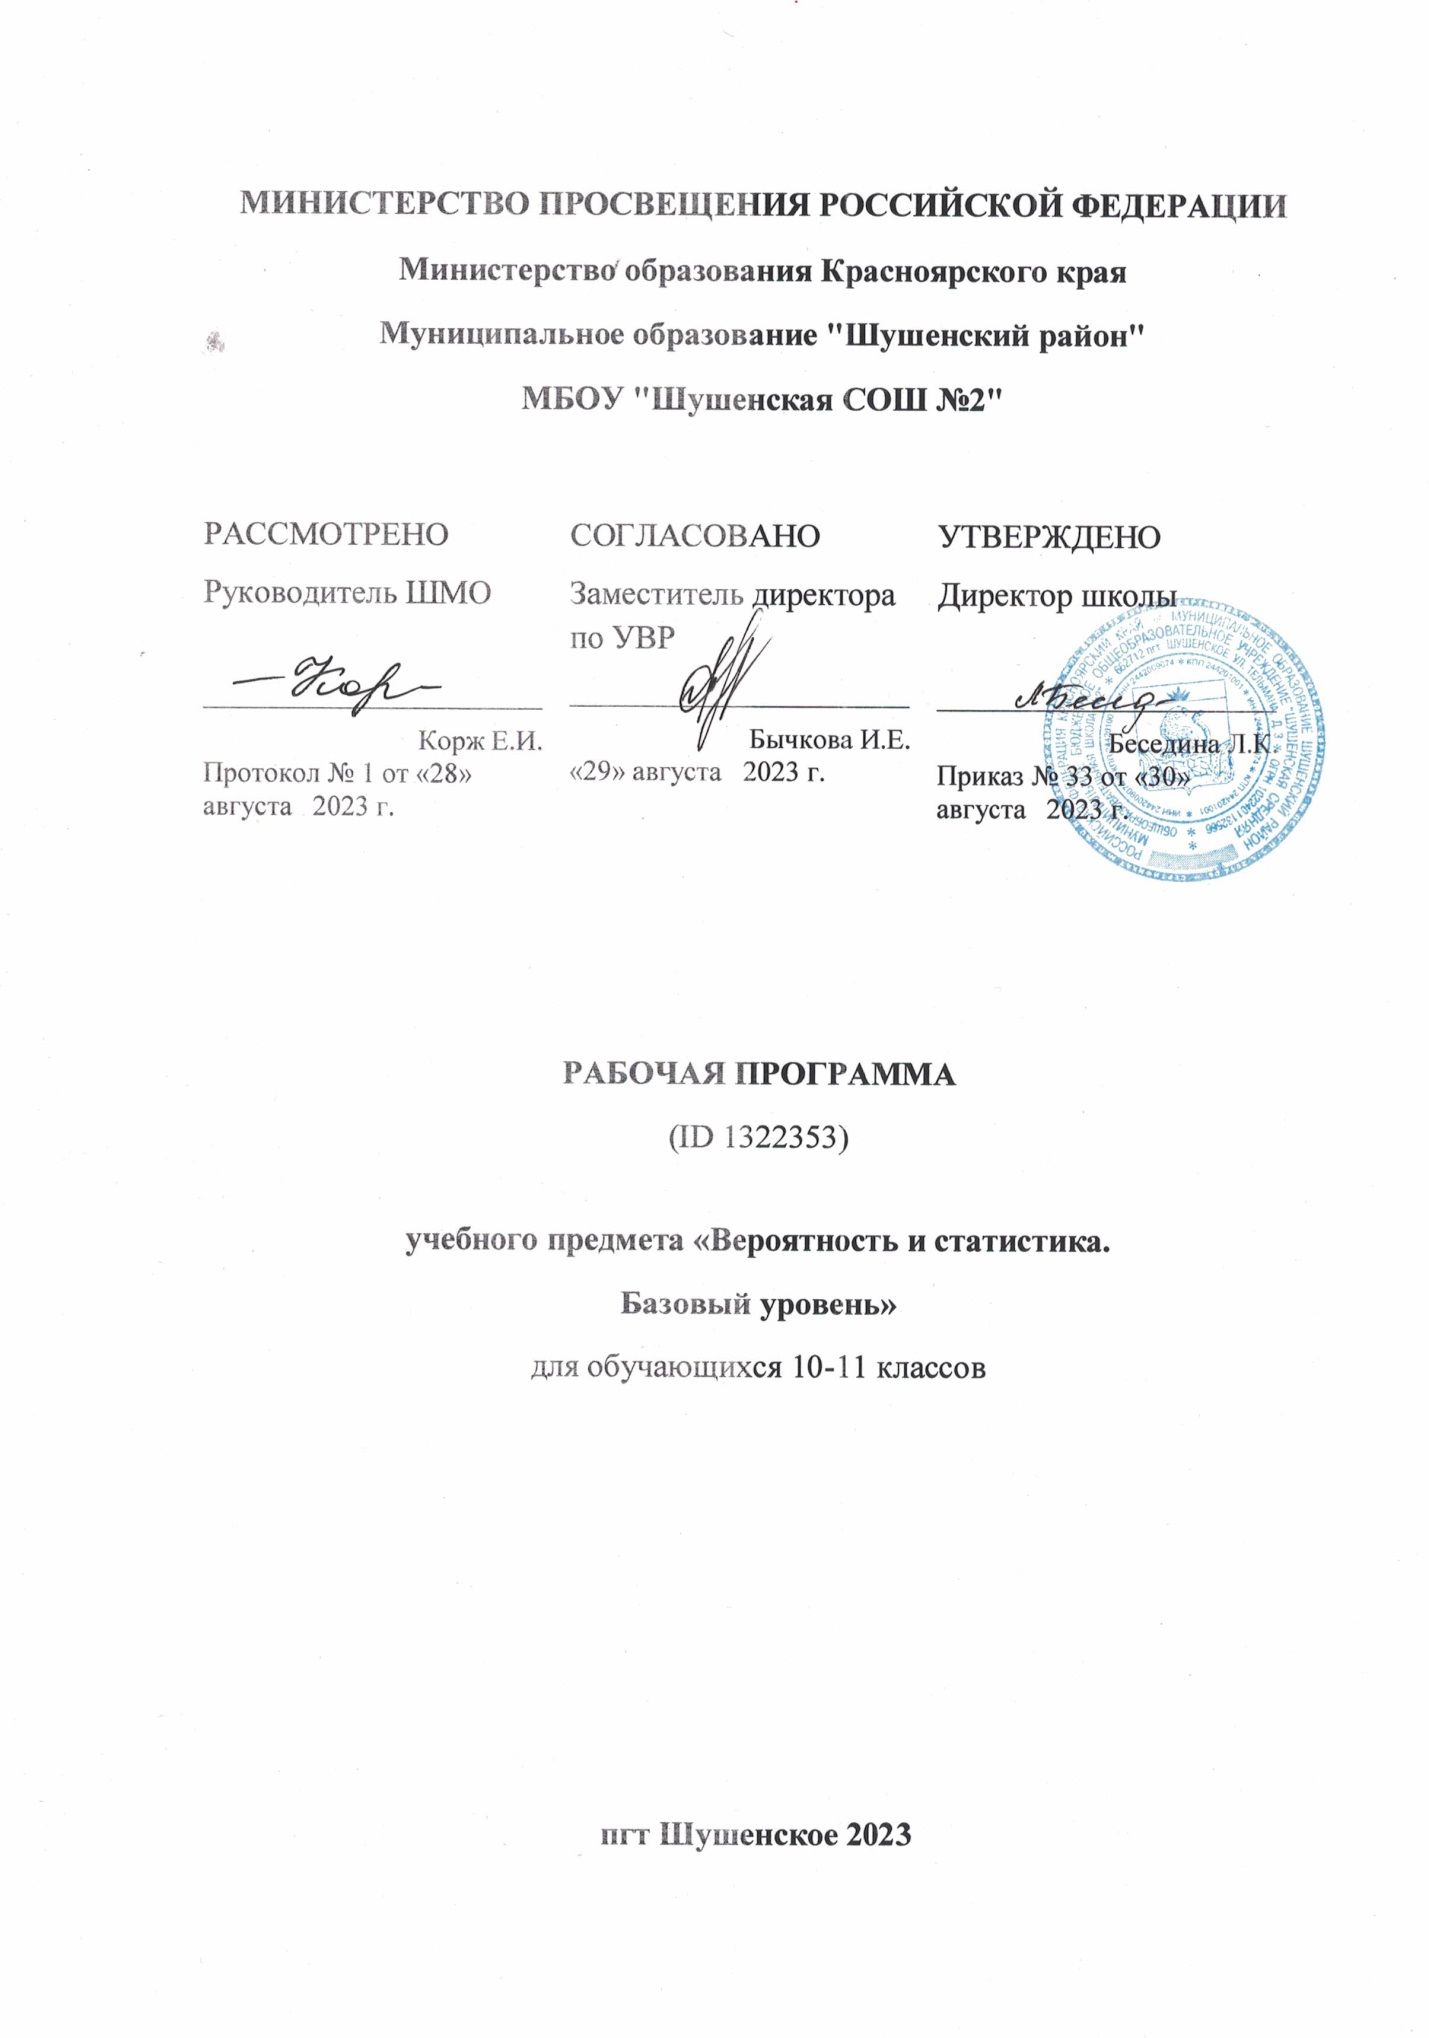 МИНИСТЕРСТВО ПРОСВЕЩЕНИЯ РОССИЙСКОЙ ФЕДЕРАЦИИ
Министерство образования Красноярского края
Муниципальное образование "Шушенский район"
МБОУ "Шушенская СОШ №2"
РАССМОТРЕНО
Руководитель ШМО
Корж Е.И.
Протокол № 1 от «28»
августа 2023 г.
СОГЛАСОВАНО
Заместитель директора
по УВР
Бычкова И.Е.
«29» августа 2023 г.
УТВЕРЖДЕНО
Директор школы
Беседина Л.К.
Приказ № 33 от «30»
августа 2023 г.
РАБОЧАЯ ПРОГРАММА
(ID 1322353)
учебного предмета «Вероятность и статистика.
Базовый уровень»
для обучающихся 10-11 классов
пгт Шушенское 2023